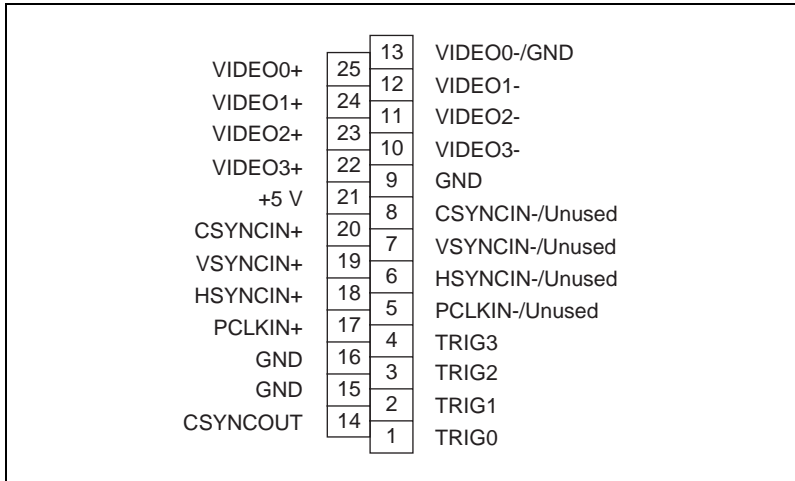 13 VIDEO0-/GND
VIDEO0+ 25
12 VIDEO1-
VIDEO1+ 24
11 VIDEO2-
VIDEO2+ 23
10 VIDEO3-
VIDEO3+ 22
9 GND
+5 V 21
8 CSYNCIN-/Unused
CSYNCIN+ 20
7 VSYNCIN-/Unused
VSYNCIN+ 19
6 HSYNCIN-/Unused
HSYNCIN+ 18
5 PCLKIN-/Unused
PCLKIN+ 17
4 TRIG3
GND 16
3 TRIG2
GND 15
2 TRIG1
CSYNCOUT 14
1 TRIG0